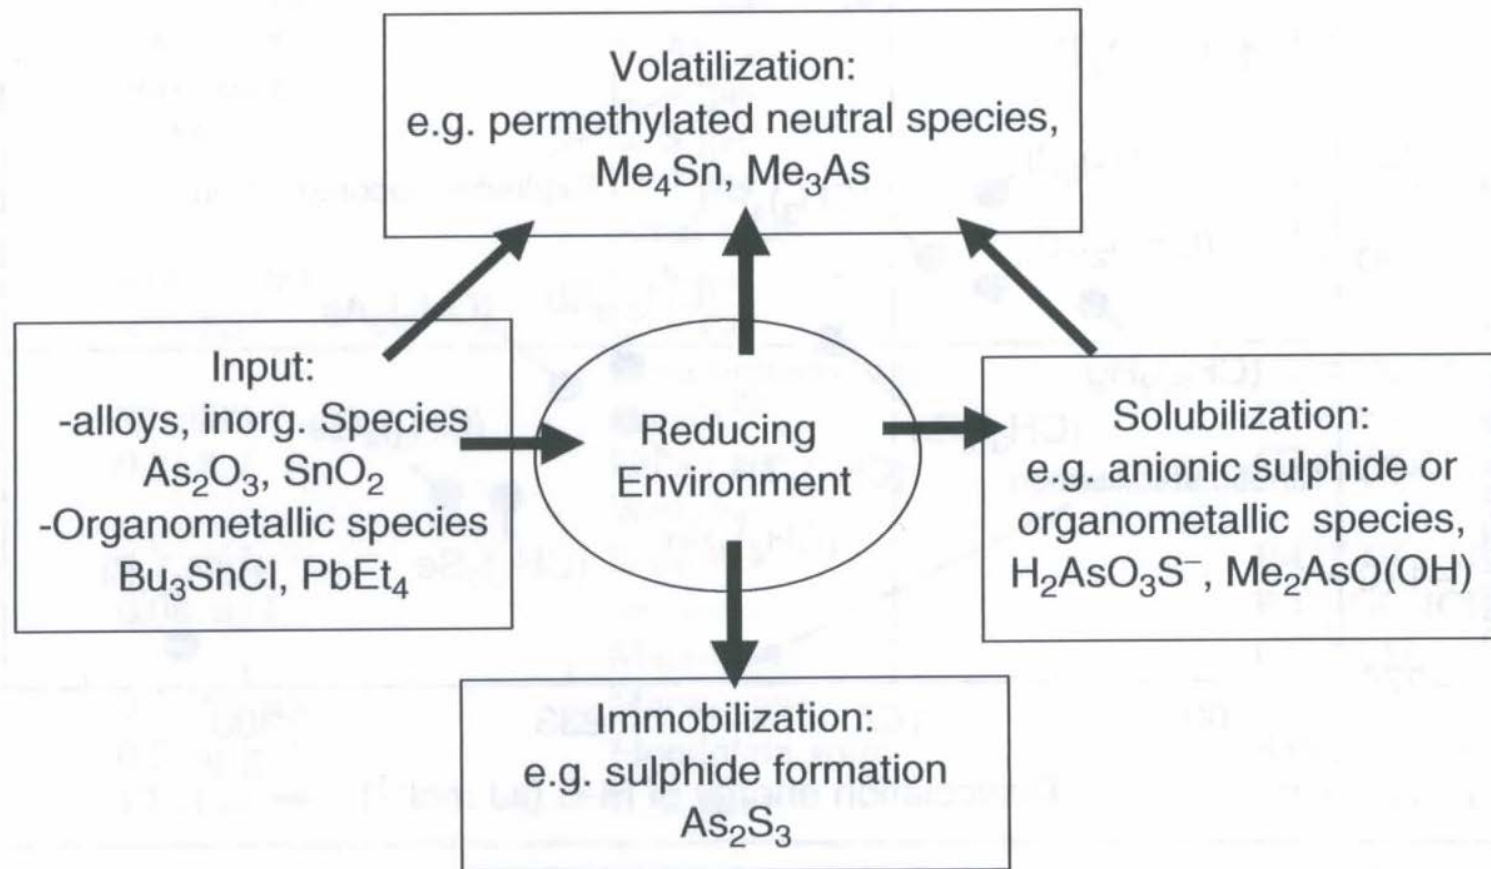 Volatilization:
e.g. permethylated neutral species,
Me₄Sn, Me₃As
Input:
-alloys, inorg. Species
As₂O₃, SnO₂
-Organometallic species
Bu₃SnCl, PbEt₄
Reducing
Environment
Solubilization:
e.g. anionic sulphide or
organometallic species,
H₂AsO₃S⁻, Me₂AsO(OH)
Immobilization:
e.g. sulphide formation
As₂S₃